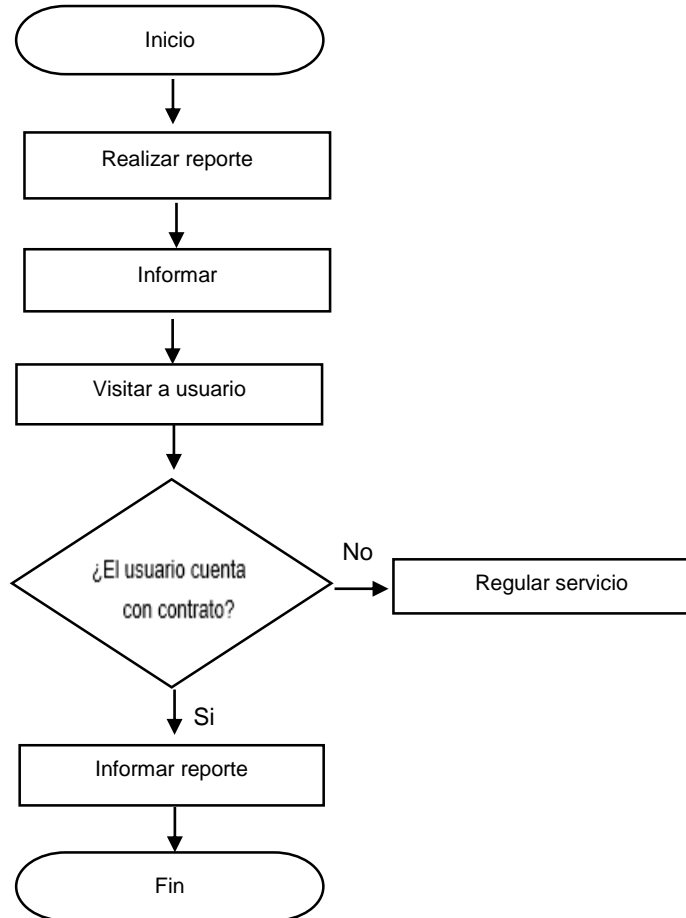 Inicio
Realizar reporte
Informar
Visitar a usuario
¿El usuario cuenta
con contrato?
No
Regular servicio
Si
Informar reporte
Fin